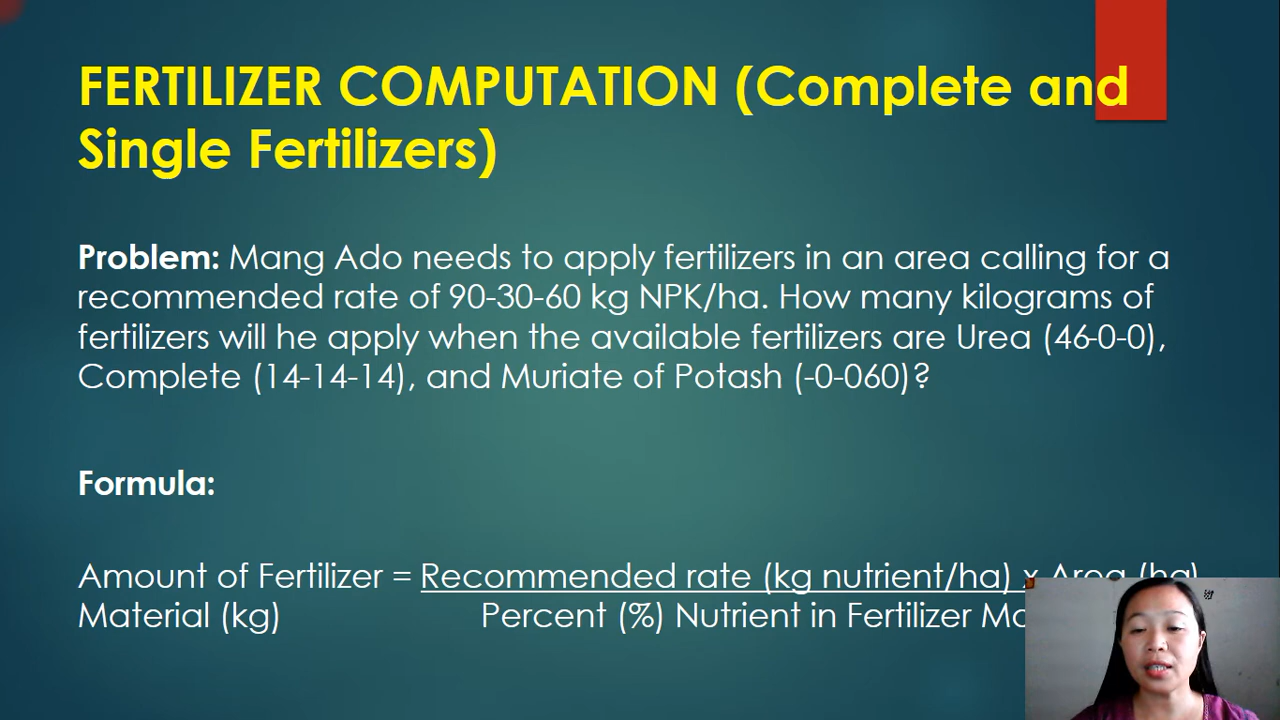 FERTILIZER COMPUTATION (Complete and
Single Fertilizers)
Problem: Mang Ado needs to apply fertilizers in an area calling for a
recommended rate of 90-30-60 kg NPK/ha. How many kilograms of
fertilizers will he apply when the available fertilizers are Urea (46-0-0),
Complete (14-14-14), and Muriate of Potash (-0-060)?
Formula:
Amount of Fertilizer = Recommended rate (kg nutrient/ha) x Area (ha)
Material (kg) Percent (%) Nutrient in Fertilizer